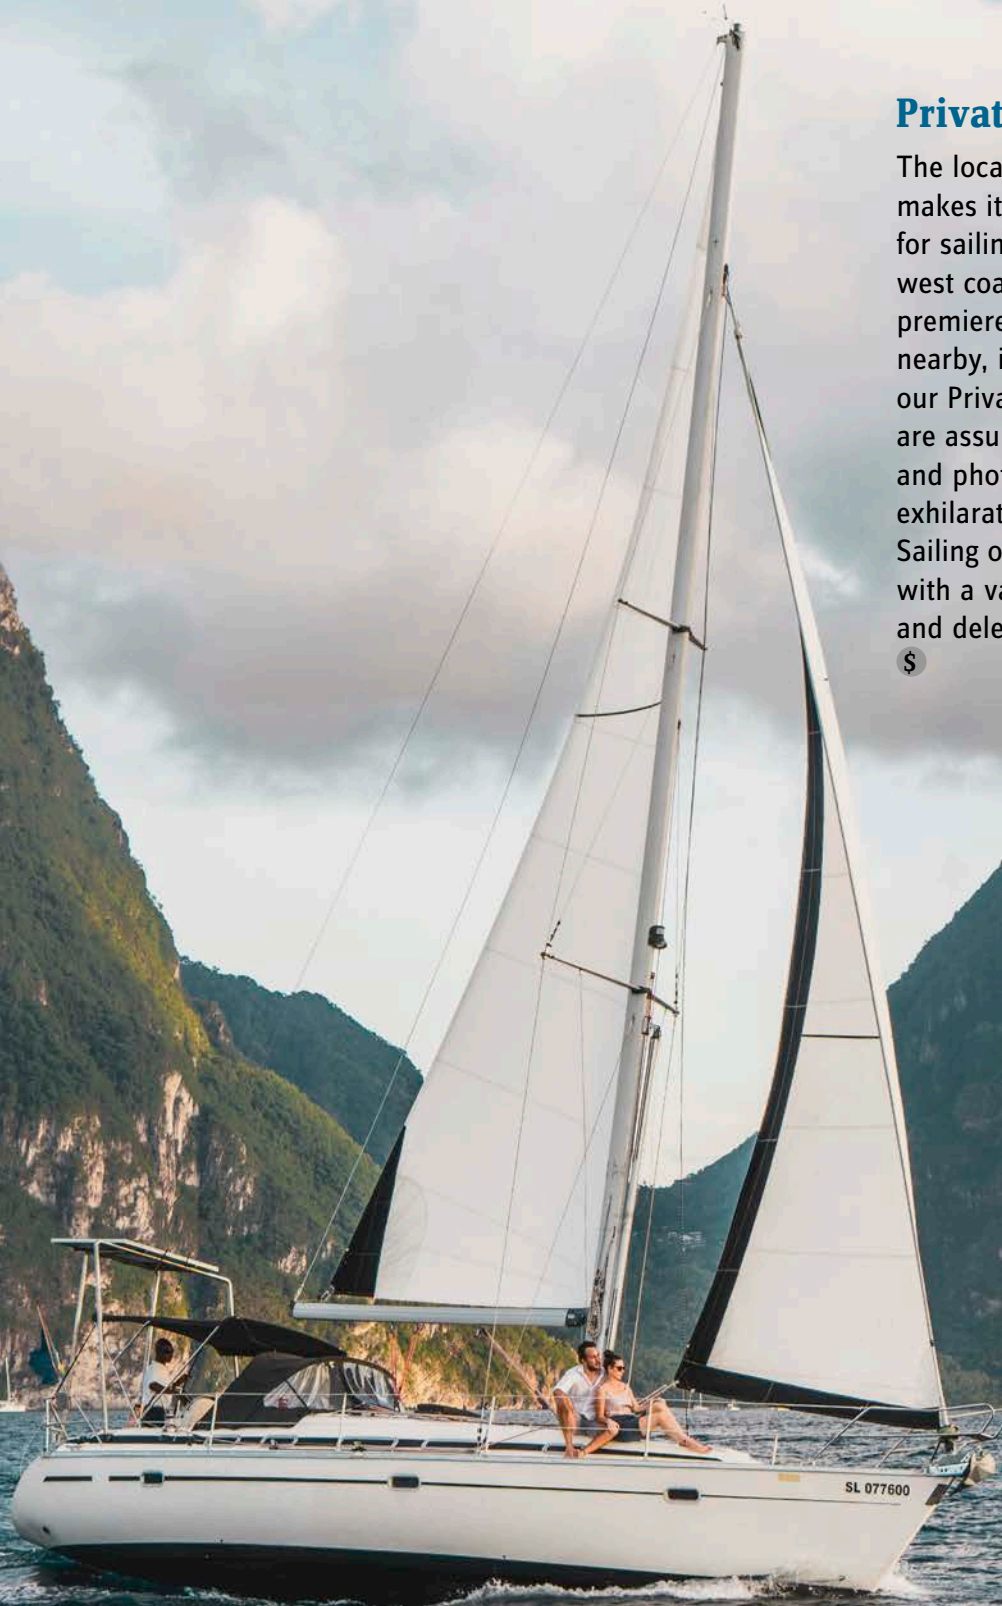 Privat
The loca
makes it
for sailin
west coa
premiere
nearby, i
our Priva
are assu
and phot
exhilarat
Sailing o
with a va
and dele
$
SL 077600